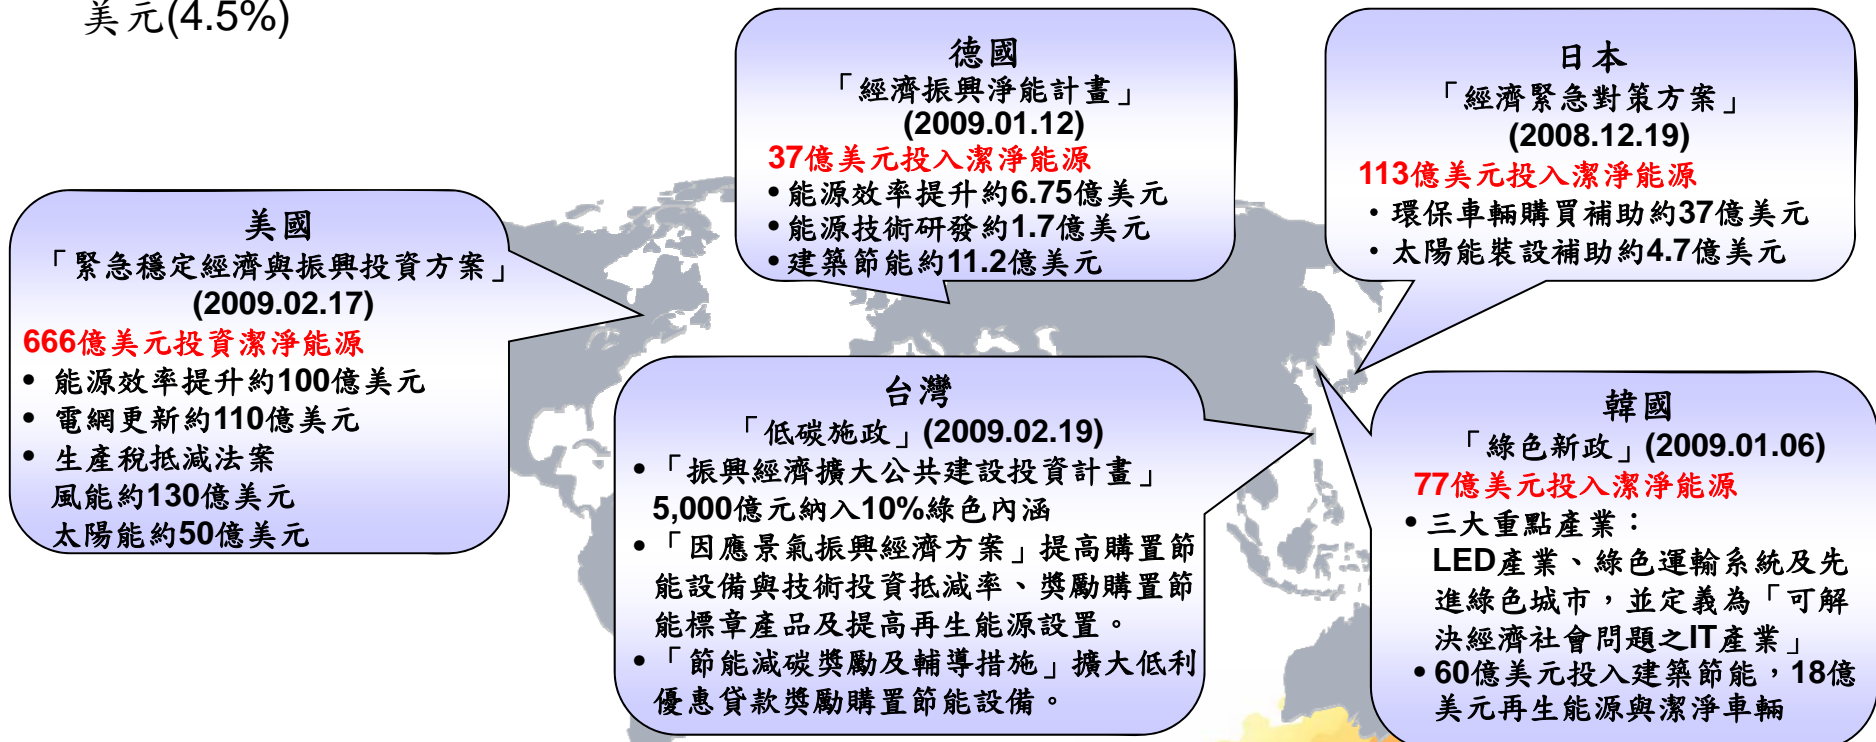 美元(4.5%)
德國
「經濟振興淨能計畫」
(2009.01.12)
37億美元投入潔淨能源
•能源效率提升約6.75億美元
•能源技術研發約1.7億美元
•建築節能約11.2億美元
日本
「經濟緊急對策方案」
(2008.12.19)
113億美元投入潔淨能源
・環保車輛購買補助約37億美元
・太陽能裝設補助約4.7億美元
美國
「緊急穩定經濟與振興投資方案」
(2009.02.17)
666億美元投資潔淨能源
• 能源效率提升約100億美元
• 電網更新約110億美元
• 生產稅抵減法案
風能約130億美元
太陽能約50億美元
台灣
「低碳施政」(2009.02.19)
•「振興經濟擴大公共建設投資計畫」
5,000億元納入10%綠色內涵
•「因應景氣振興經濟方案」提高購置節
能設備與技術投資抵減率、獎勵購置節
能標章產品及提高再生能源設置。
•「節能減碳獎勵及輔導措施」擴大低利
優惠貸款獎勵購置節能設備。
韓國
「綠色新政」(2009.01.06)
77億美元投入潔淨能源
•三大重點產業：
LED產業、綠色運輸系統及先
進綠色城市，並定義為「可解
決經濟社會問題之IT產業」
•60億美元投入建築節能，18億
美元再生能源與潔淨車輛